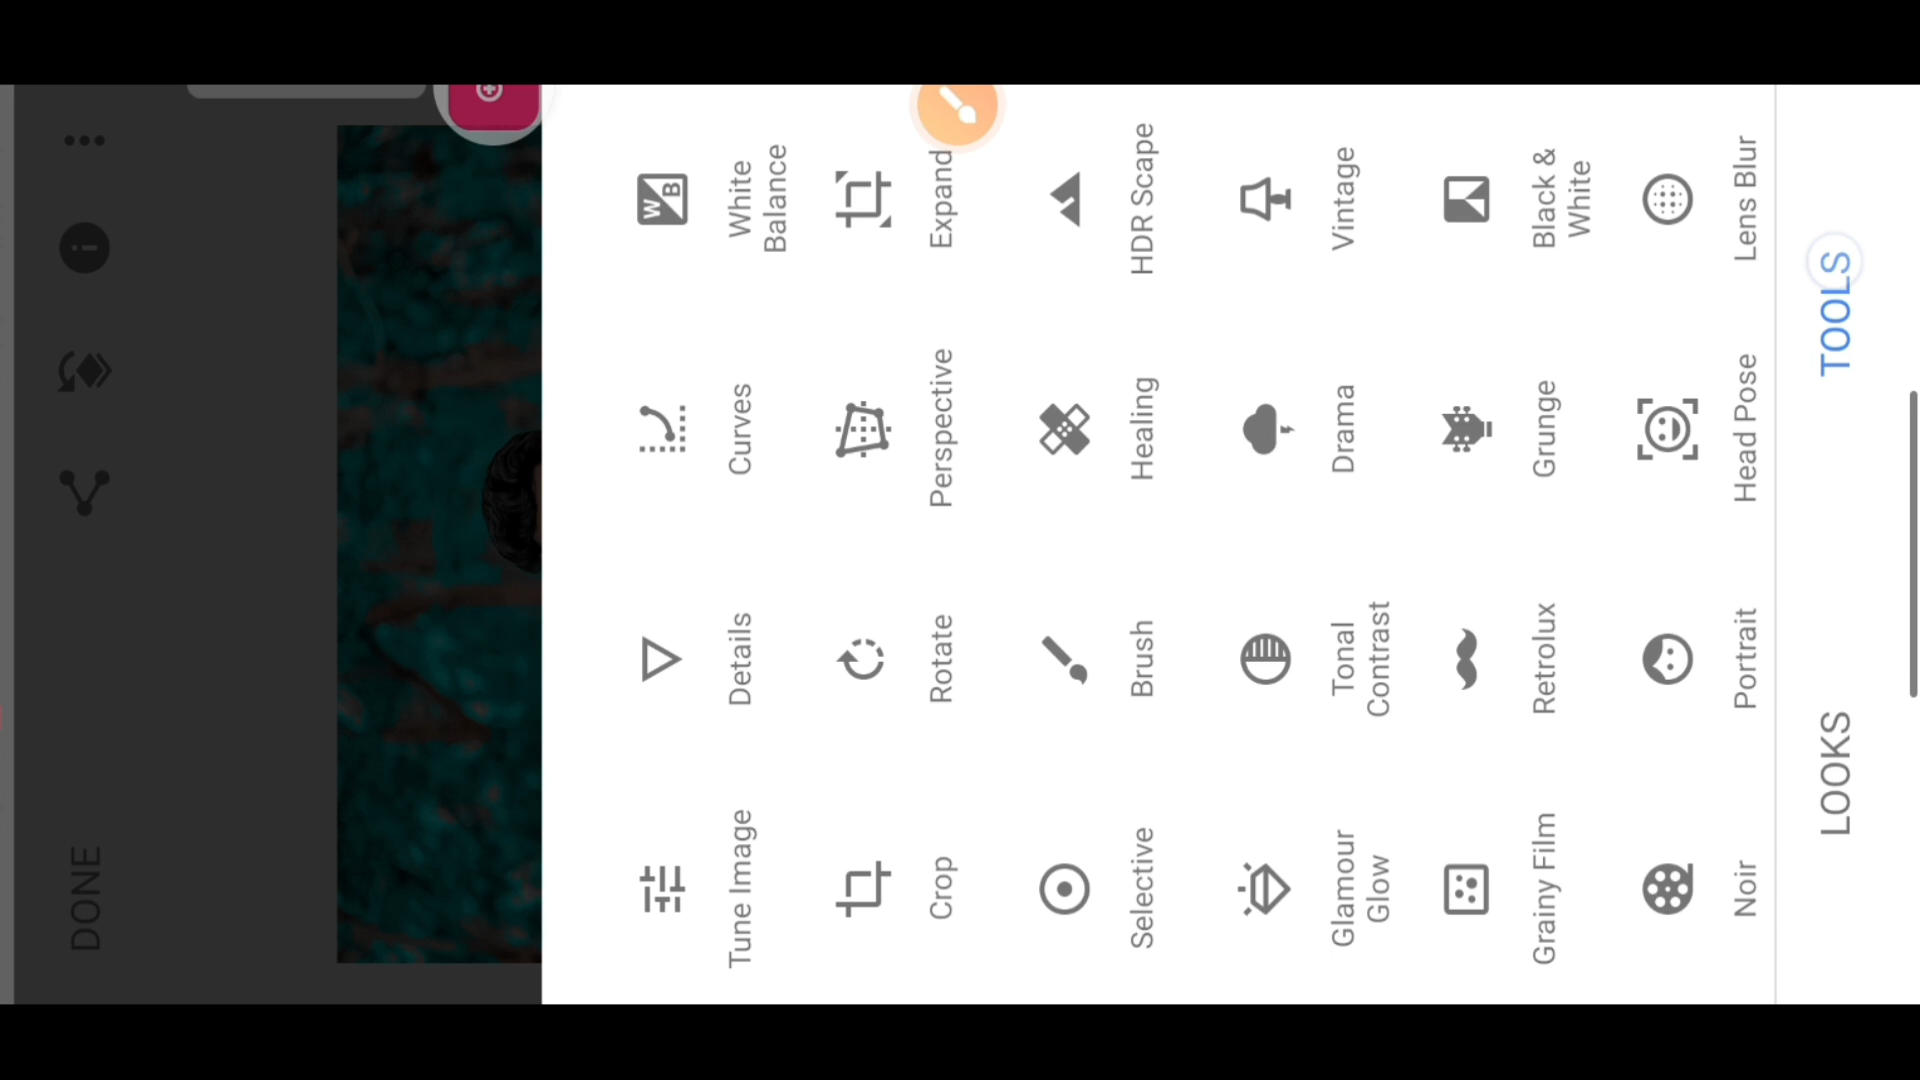 DONE
Tune Image
Details
Curves
White
Balance
Crop
Rotate
Perspective
Expand
Selective
Brush
Healing
HDR Scape
Glamour
Glow
Tonal
Contrast
Drama
Vintage
Grainy Film
Retrolux
Grunge
Black &
White
Noir
Portrait
Head Pose
Lens Blur
LOOKS
TOOLS